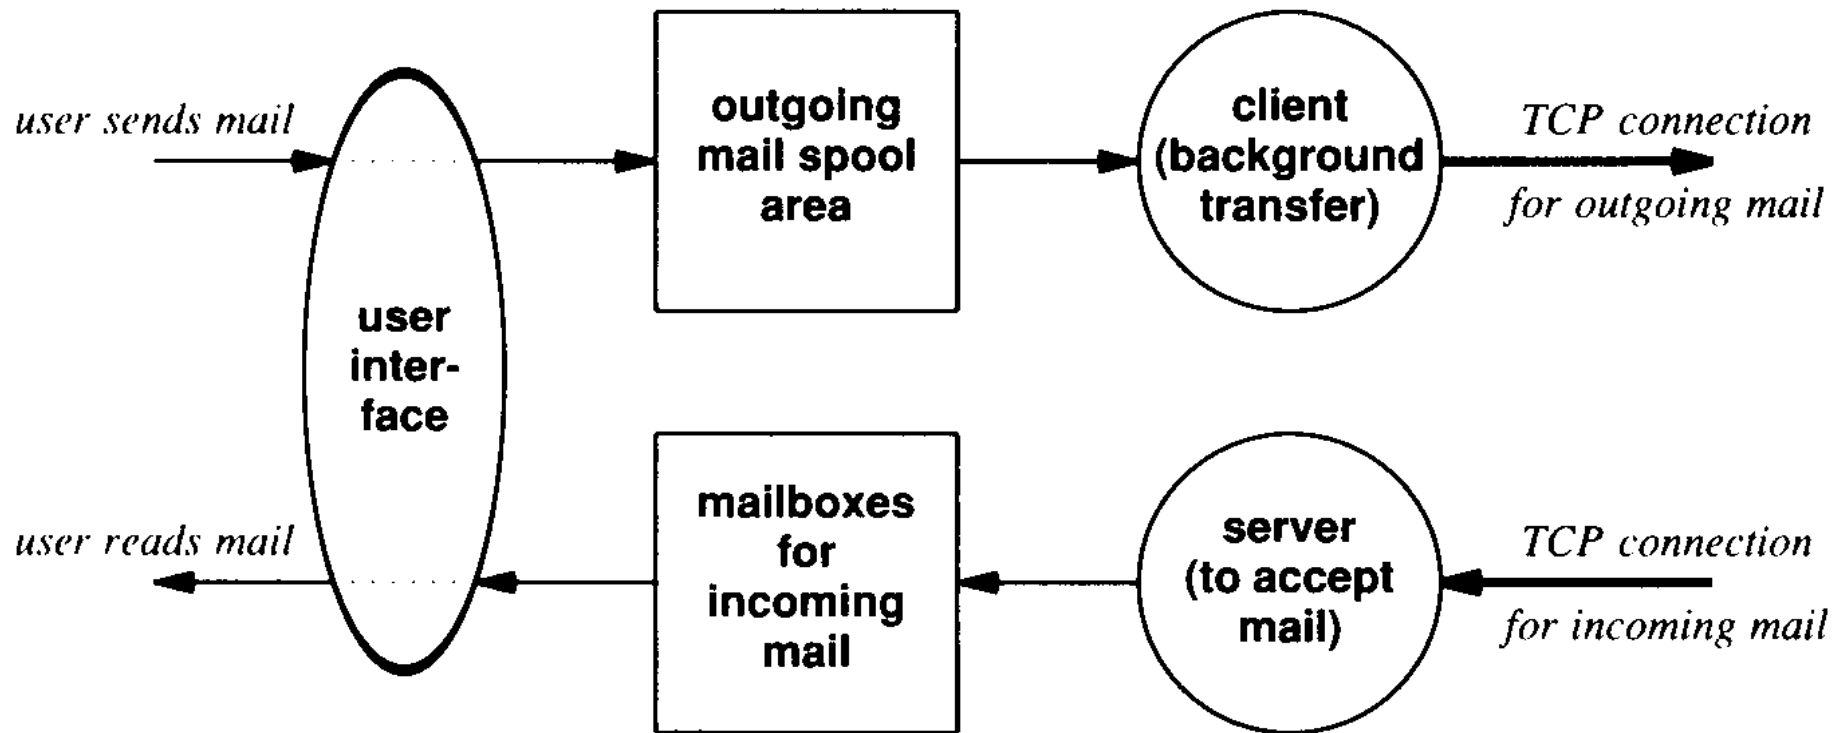 user sends mail
outgoing
mail spool
area
client
(background
transfer)
TCP connection
for outgoing mail
user
inter-
face
user reads mail
mailboxes
for
incoming
mail
server
(to accept
mail)
TCP connection
for incoming mail